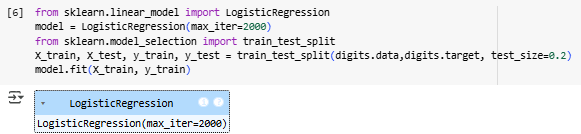 [6] from sklearn.linear_model import LogisticRegression
model = LogisticRegression(max_iter=2000)
from sklearn.model_selection import train_test_split
X_train, X_test, y_train, y_test = train_test_split(digits.data,digits.target, test_size=0.2)
model.fit(X_train, y_train)
LogisticRegression i ?
LogisticRegression(max_iter=2000)